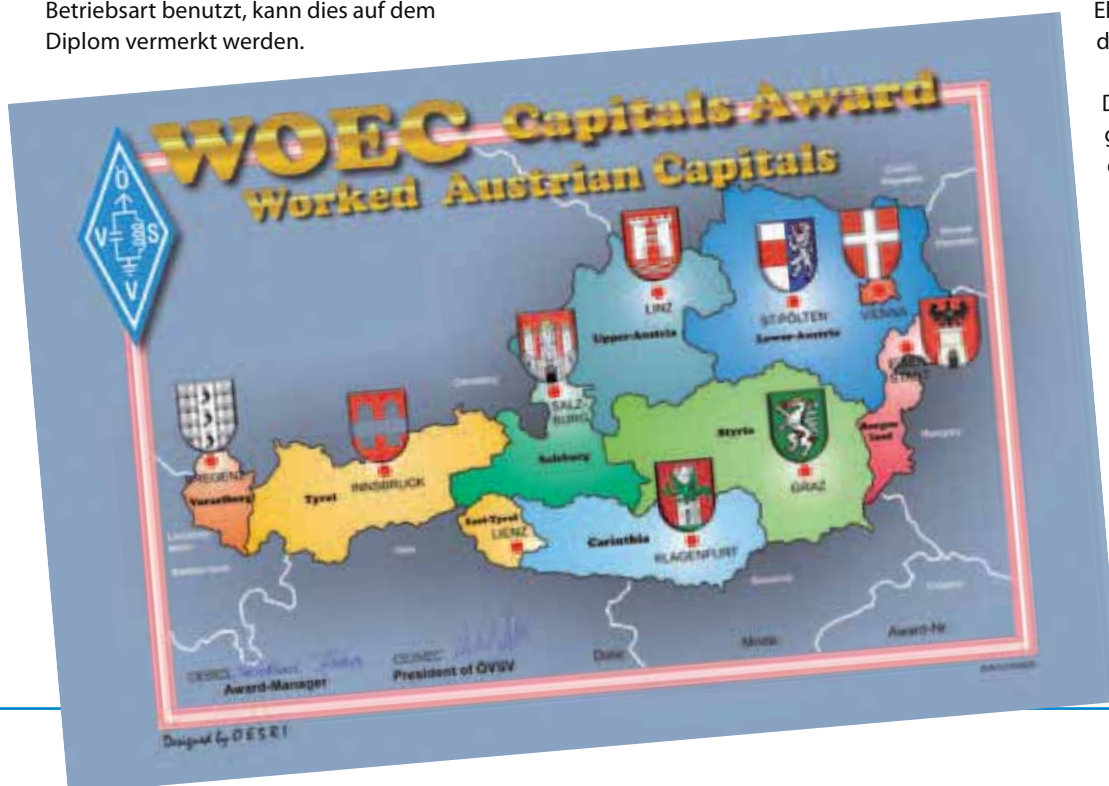 Betriebsart benutzt, kann dies auf dem
Diplom vermerkt werden.
WOEC Capitals Award
Worked Austrian Capitals
Ö
V S
V
LINZ
ST.PÖLTEN
VIENNA
Upper-Austria
Lower-Austria
SALZ-
BURG
Styria
Burgen
land
Hungary
Salzburg
INNSBRUCK
Tyrol
Vorarlberg
GRAZ
East-Tyrol
LIENZ
Carinthia
KLAGENFURT
Date
Mode
Award-Nr
Award-Manager
President of ÖVSV
Designed by OE5RI